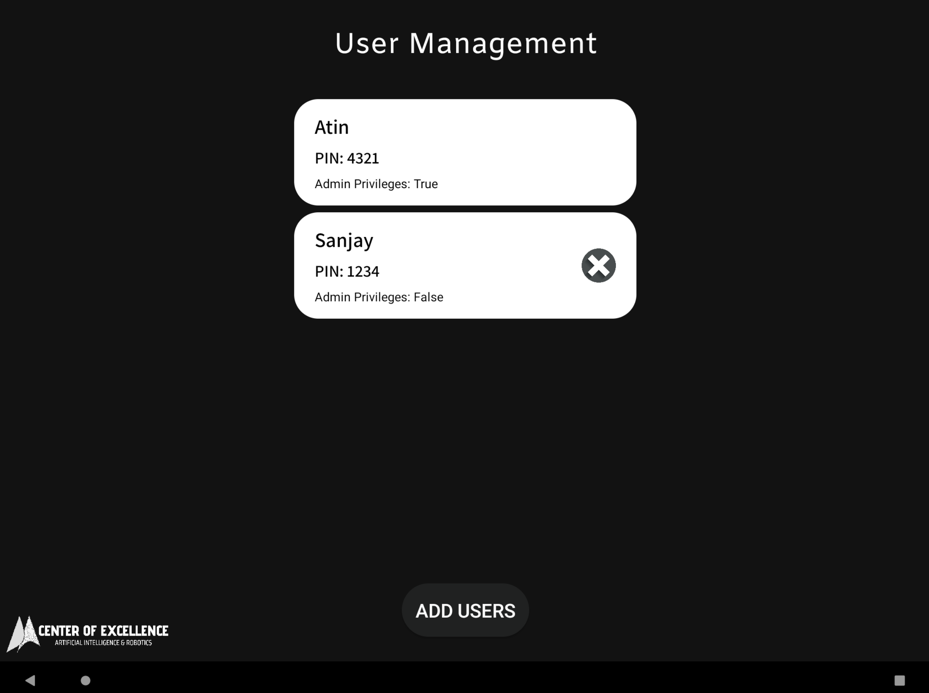 User Management
Atin
PIN: 4321
Admin Privileges: True
Sanjay
PIN: 1234
Admin Privileges: False
ADD USERS
CENTER OF EXCELLENCE
ARTIFICIAL INTELLIGENCE & ROBOTICS